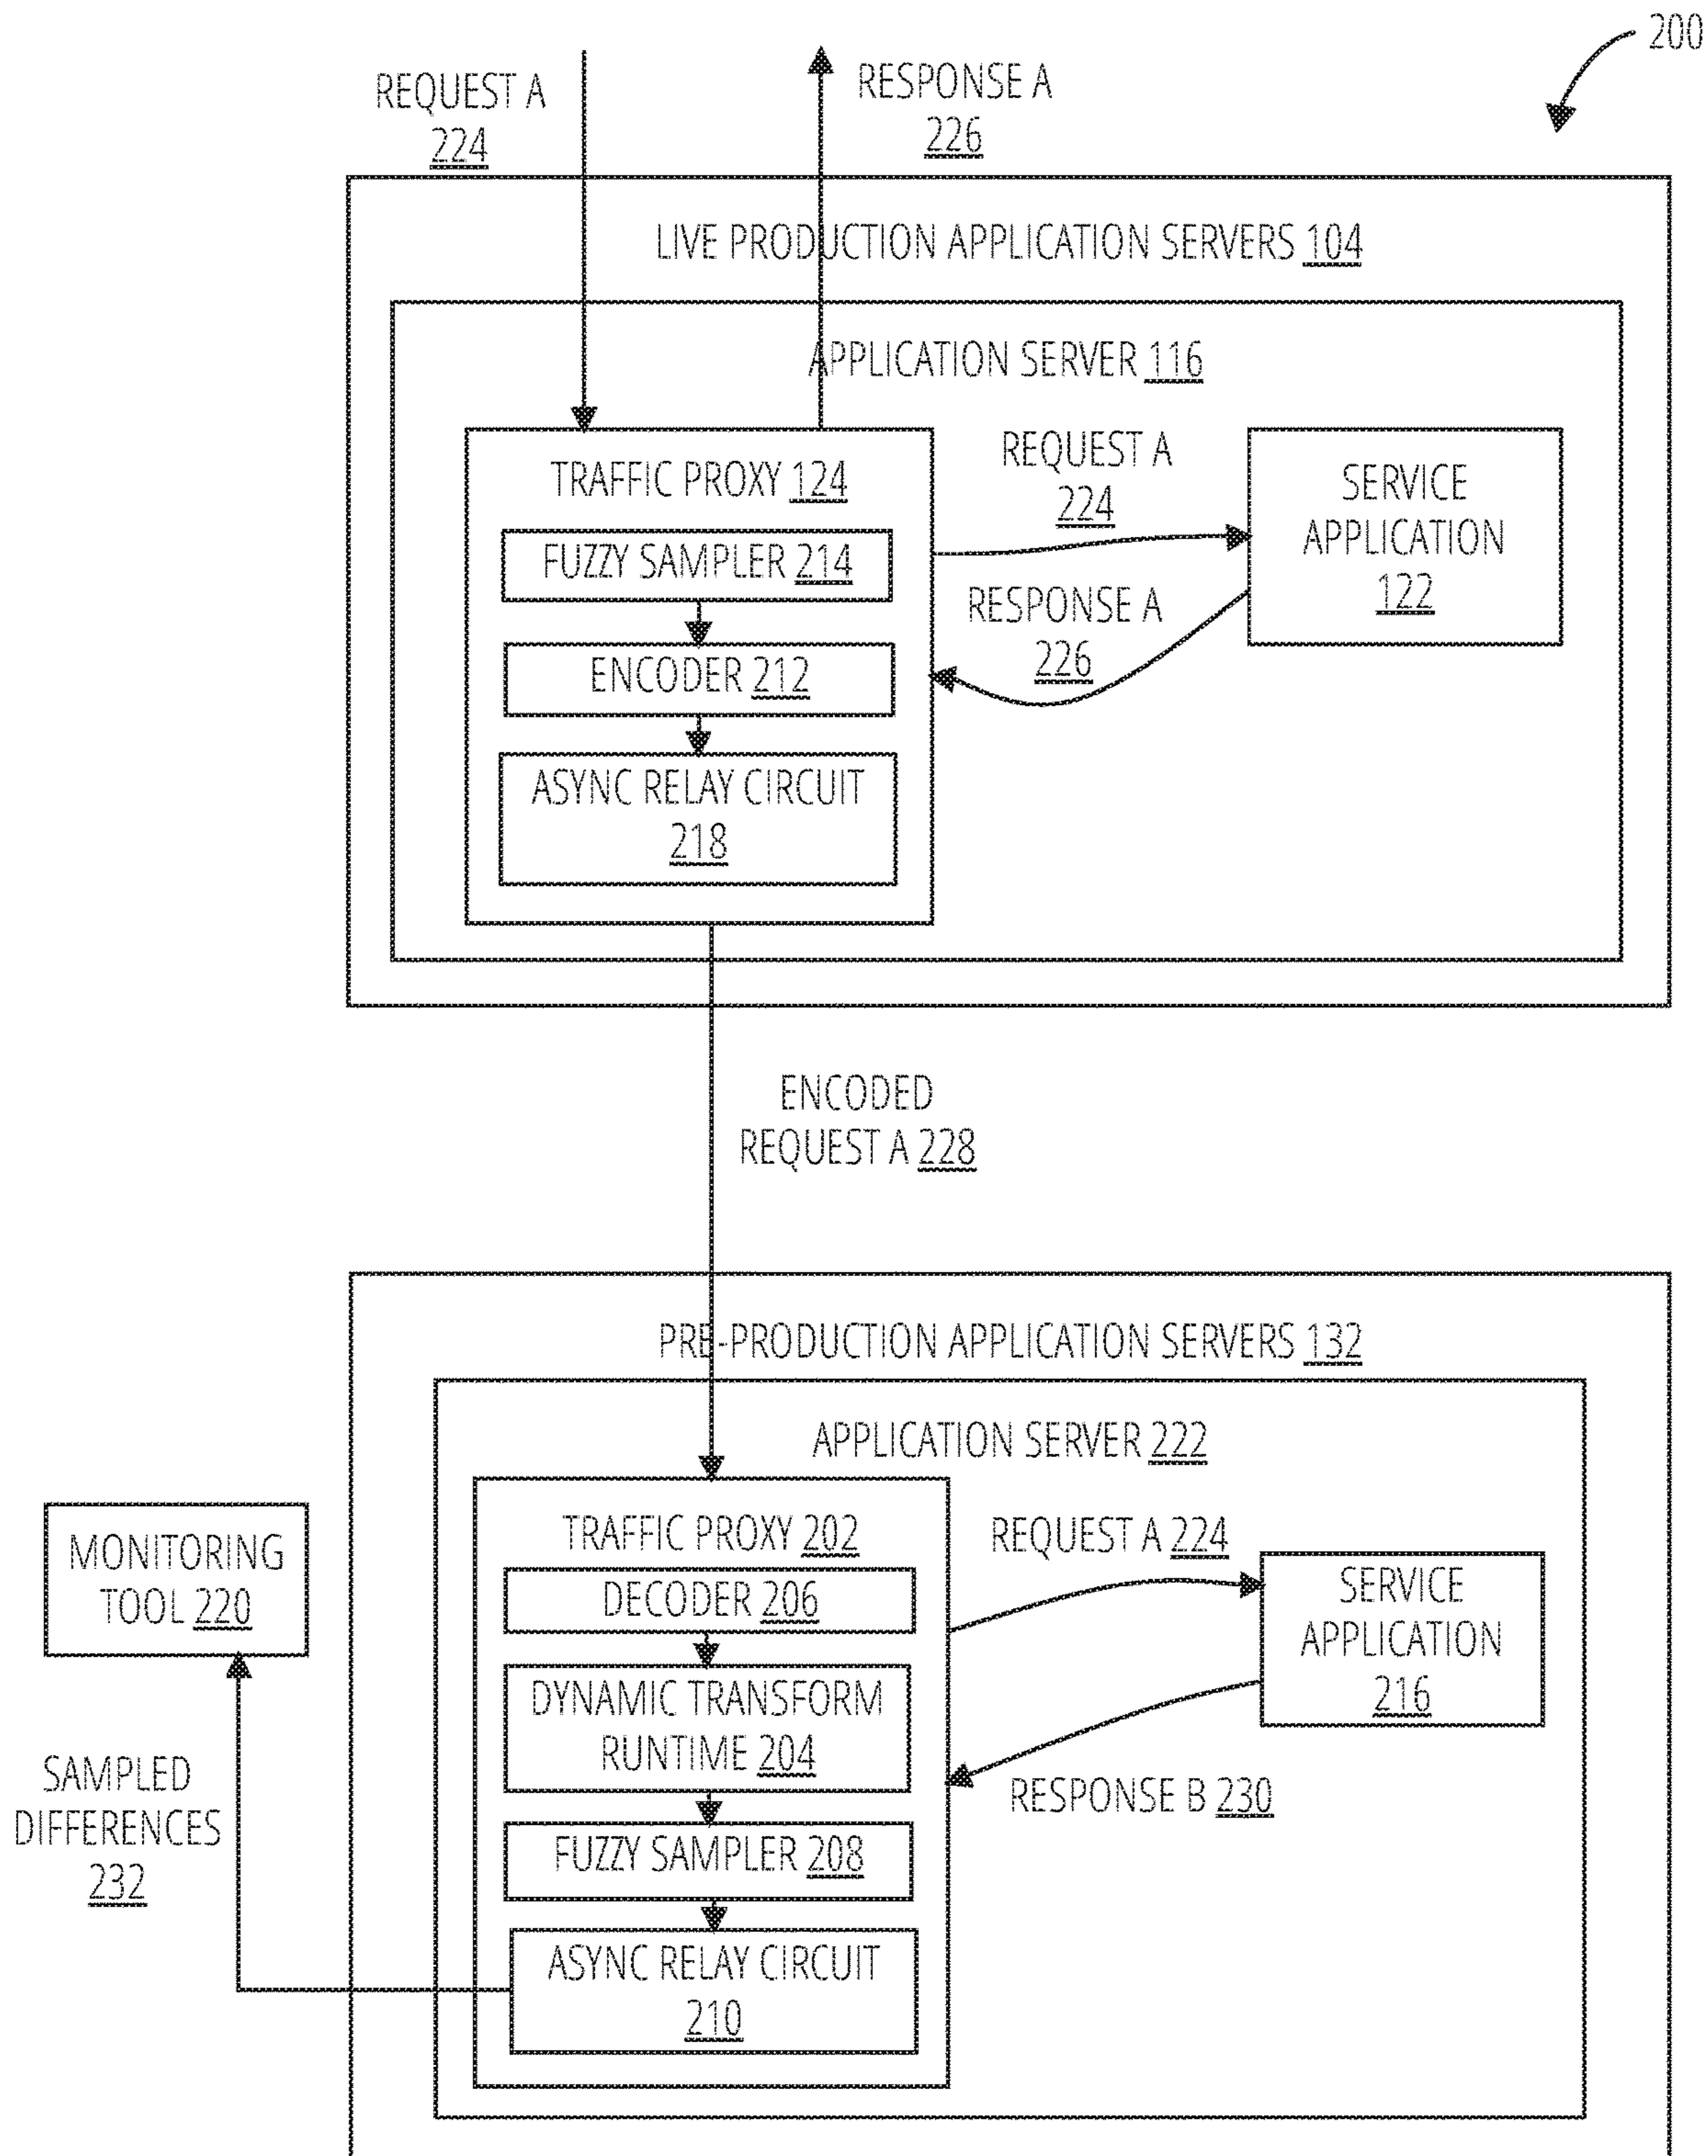 200
REQUEST A
224
RESPONSE A
226
LIVE PRODUCTION APPLICATION SERVERS 104
APPLICATION SERVER 116
TRAFFIC PROXY 124
FUZZY SAMPLER 214
ENCODER 212
ASYNC RELAY CIRCUIT
218
REQUEST A
224
RESPONSE A
226
SERVICE
APPLICATION
122
ENCODED
REQUEST A 228
PRE-PRODUCTION APPLICATION SERVERS 132
APPLICATION SERVER 222
TRAFFIC PROXY 202
DECODER 206
DYNAMIC TRANSFORM
RUNTIME 204
FUZZY SAMPLER 208
ASYNC RELAY CIRCUIT
210
REQUEST A 224
SERVICE
APPLICATION
216
RESPONSE B 230
MONITORING
TOOL 220
SAMPLED
DIFFERENCES
232